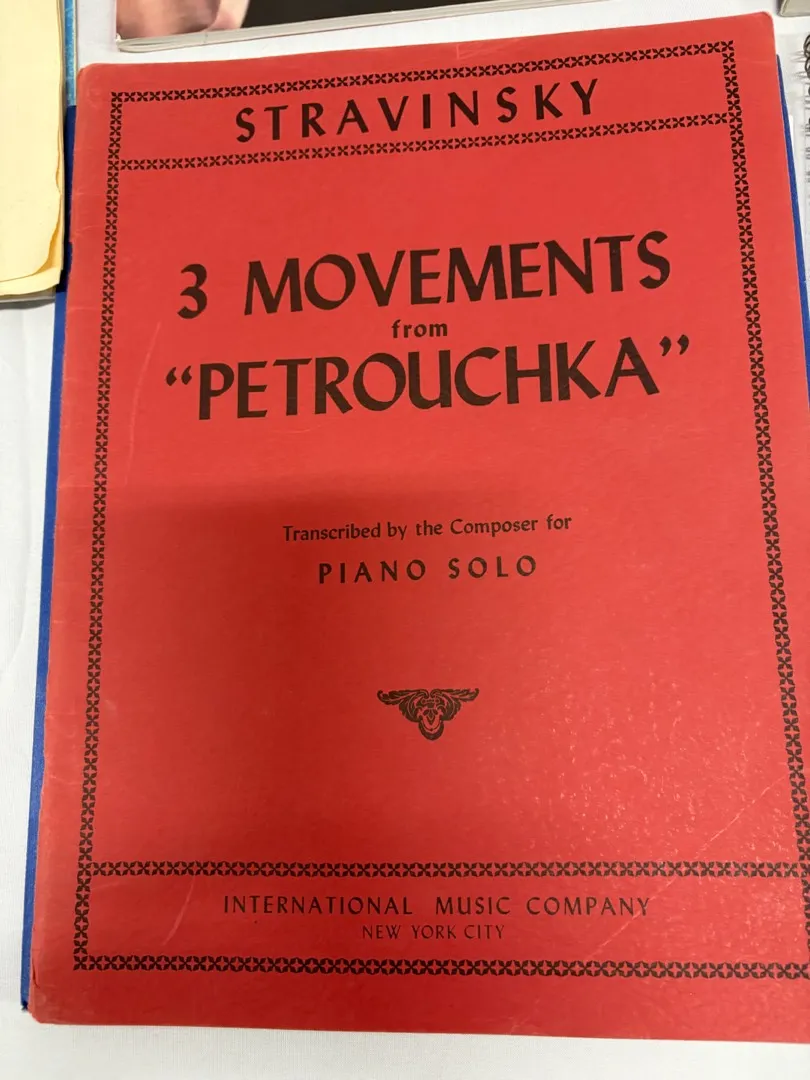 STRAVINSKY
3 MOVEMENTS
from
“PETROUCHKA”
Transcribed by the Composer for
PIANO SOLO
INTERNATIONAL MUSIC COMPANY
NEW YORK CITY